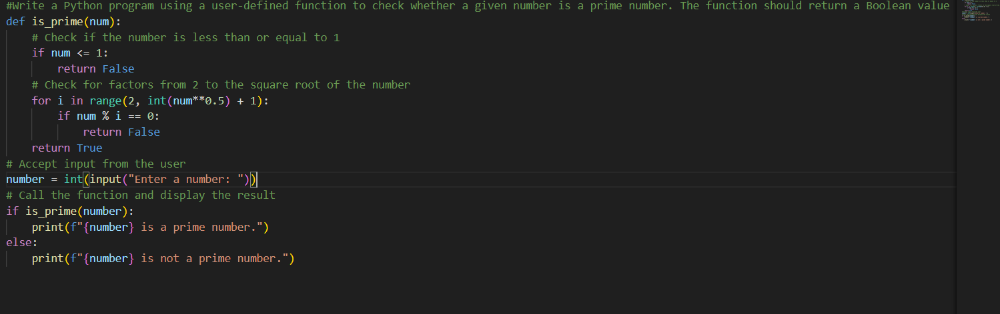 #Write a Python program using a user-defined function to check whether a given number is a prime number. The function should return a Boolean value
def is_prime(num):
    # Check if the number is less than or equal to 1
    if num <= 1:
        return False
    # Check for factors from 2 to the square root of the number
    for i in range(2, int(num**0.5) + 1):
        if num % i == 0:
            return False
    return True
# Accept input from the user
number = int(input("Enter a number: "))
# Call the function and display the result
if is_prime(number):
    print(f"{number} is a prime number.")
else:
    print(f"{number} is not a prime number.")